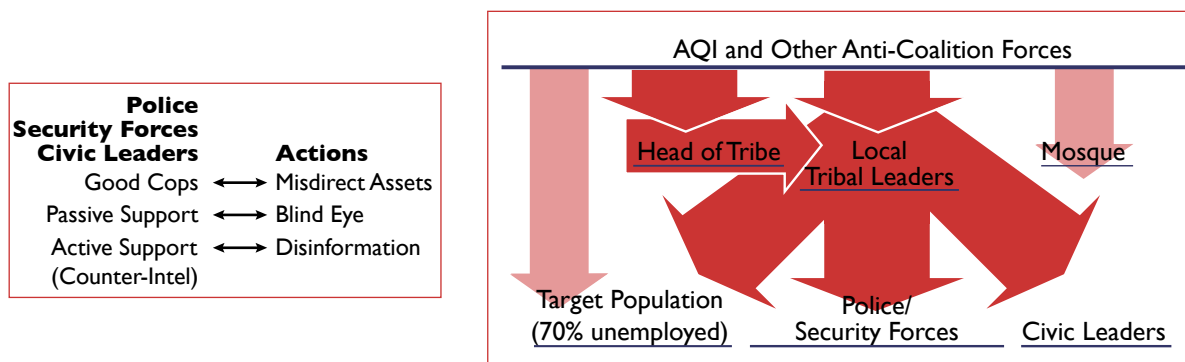 Police
Security Forces
Civic Leaders Actions
Good Cops Misdirect Assets
Passive Support Blind Eye
Active Support Disinformation
(Counter-Intel)
AQI and Other Anti-Coalition Forces
Head of Tribe
Local
Tribal Leaders
Mosque
Target Population
(70% unemployed)
Police/
Security Forces
Civic Leaders